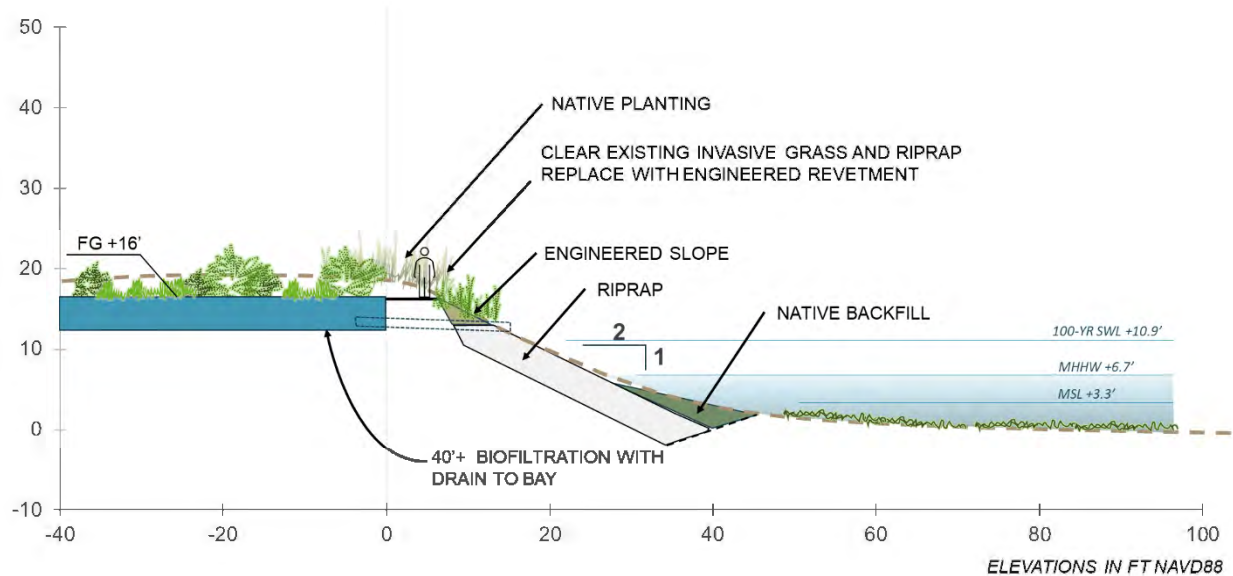 50
40
30
20
10
0
-10
NATIVE PLANTING
CLEAR EXISTING INVASIVE GRASS AND RIPRAP
REPLACE WITH ENGINEERED REVETMENT
FG +16'
ENGINEERED SLOPE
RIPRAP
NATIVE BACKFILL
2
1
100-YR SWL +10.9'
MHHW +6.7'
MSL +3.3'
40'+ BIOFILTRATION WITH
DRAIN TO BAY
-40
-20
0
20
40
60
80
100
ELEVATIONS IN FT NAVD88